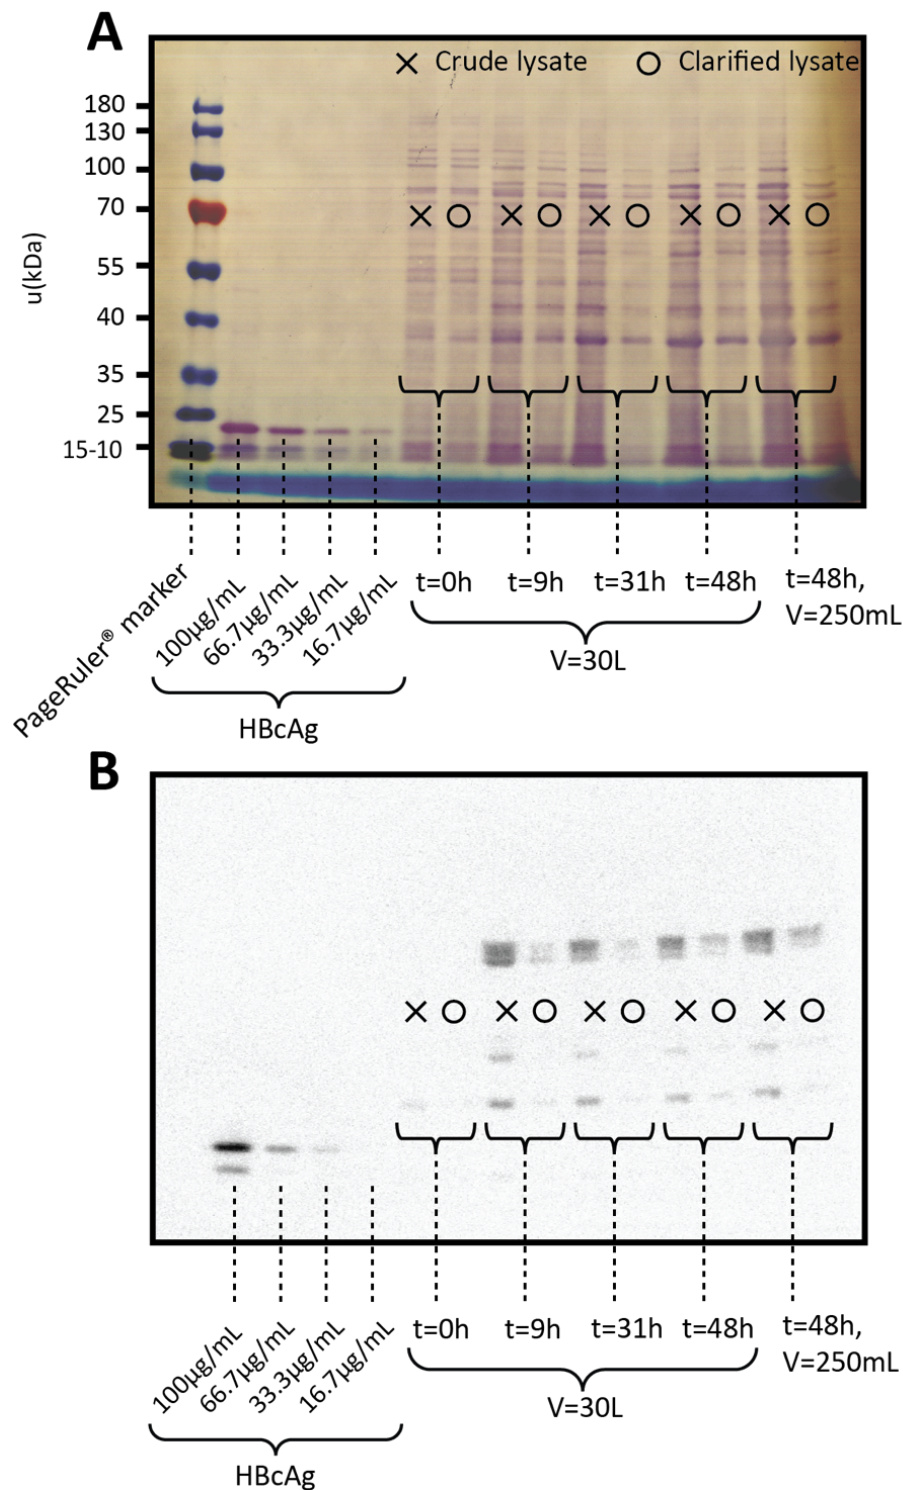 A
× Crude lysate ○ Clarified lysate
180
130
100
70
55
40
35
25
15-10
u(kDa)
× ○ × ○ × ○ × ○ × ○
PageRuler® marker
100µg/mL
66.7µg/mL
33.3µg/mL
16.7µg/mL
HBcAg
t=0h
t=9h
t=31h
t=48h
t=48h,
V=250mL
V=30L
B
× ○ × ○ × ○ × ○ × ○
100µg/mL
66.7µg/mL
33.3µg/mL
16.7µg/mL
HBcAg
t=0h
t=9h
t=31h
t=48h
t=48h,
V=250mL
V=30L